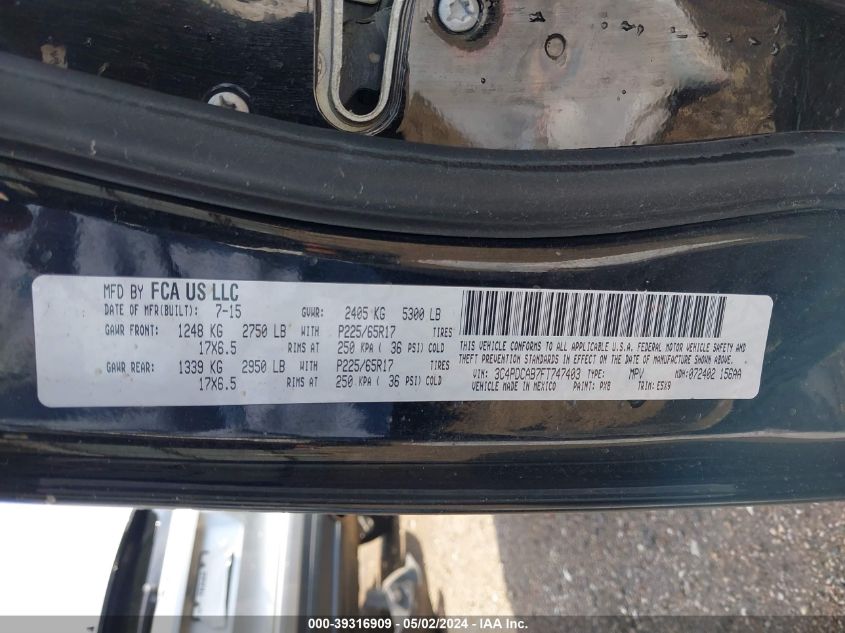 MFD BY FCA US LLC
DATE OF MFR(BUILT): 7-15 GVWR: 2405 KG 5300 LB
GAWR FRONT: 1248 KG 2750 LB WITH P225/65R17 TIRES
17X6.5 RIMS AT 250 KPA ( 36 PSI) COLD
GAWR REAR: 1339 KG 2950 LB WITH P225/65R17 TIRES
17X6.5 RIMS AT 250 KPA ( 36 PSI) COLD
THIS VEHICLE CONFORMS TO ALL APPLICABLE U.S.A. FEDERAL MOTOR VEHICLE SAFETY AND
THEFT PREVENTION STANDARDS IN EFFECT ON THE DATE OF MANUFACTURE SHOWN ABOVE.
VIN: 3C4PDCAB7FT747403 TYPE: MPV MDH: 072402 156AA
VEHICLE MADE IN MEXICO PAINT: PX8 TRIM: E5X9
000-39316909 - 05/02/2024 - IAA Inc.